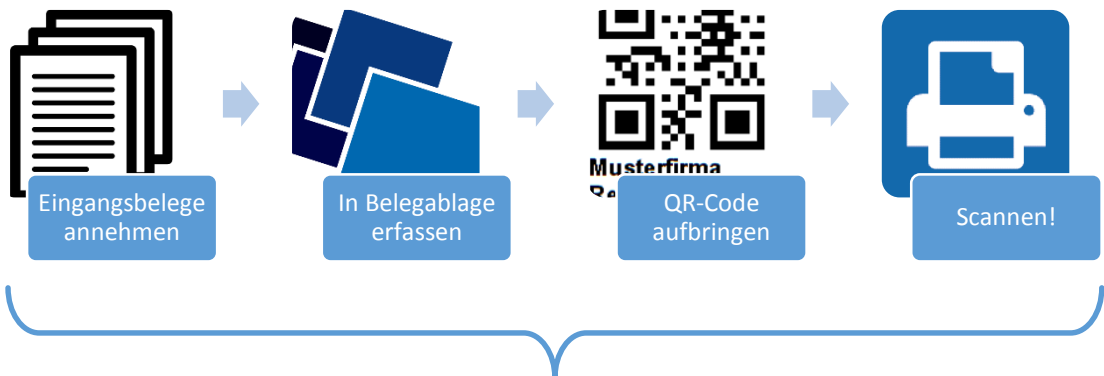 Musterfirma
Eingangsbelege
annehmen
In Belegablage
erfassen
QR-Code
aufbringen
Scannen!